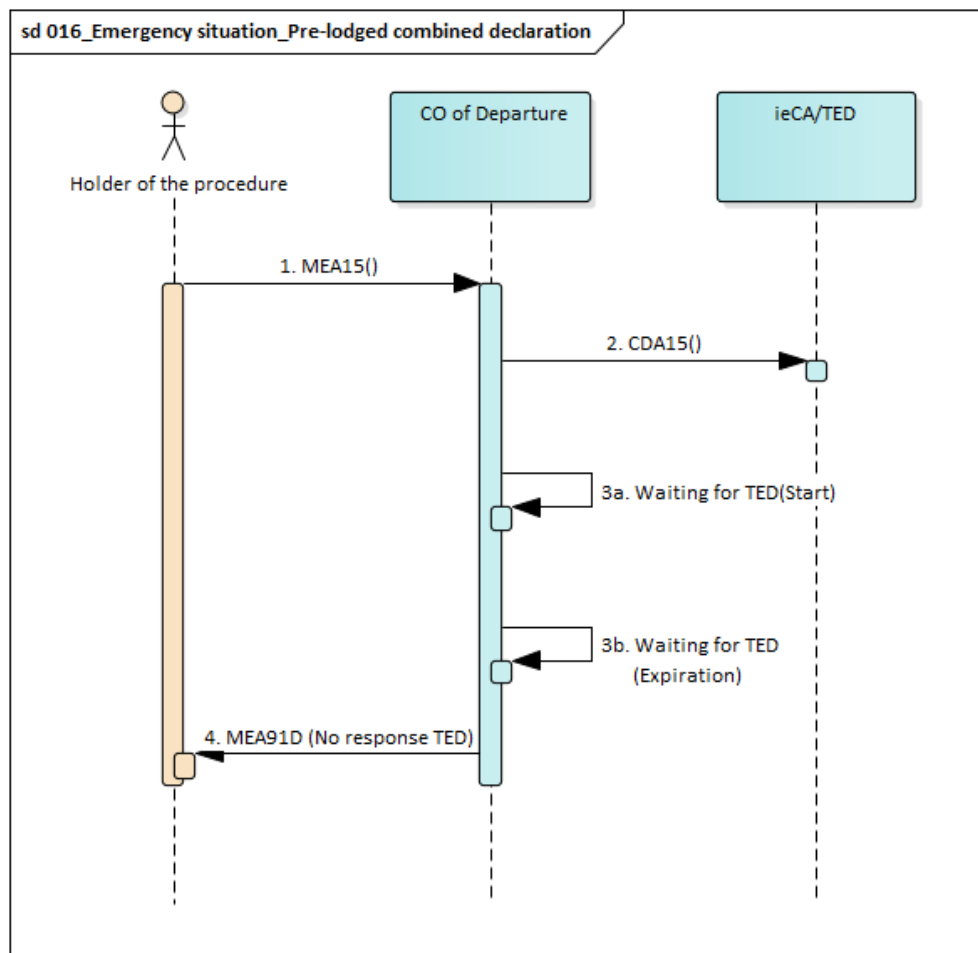 sd 016_Emergency situation_Pre-lodged combined declaration
Holder of the procedure
CO of Departure
ieCA/TED
1. MEA15()
2. CDA15()
3a. Waiting for TED(Start)
3b. Waiting for TED
(Expiration)
4. MEA91D (No response TED)